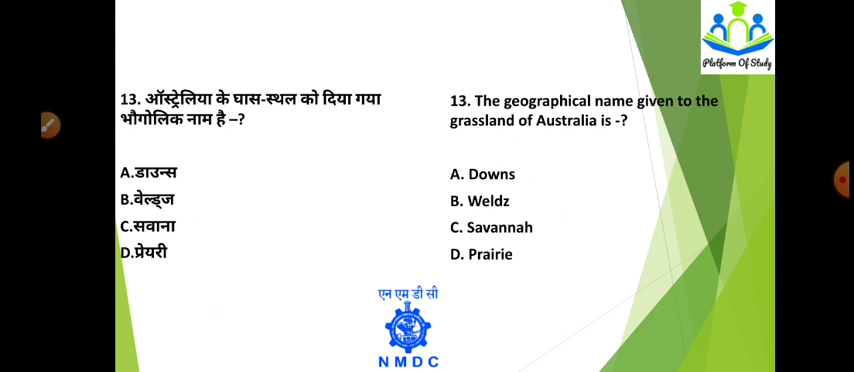 Platform Of Study
13. ऑस्ट्रेलिया के घास-स्थल को दिया गया
भौगोलिक नाम है –?
A.डाउन्स
B.वेल्ड्ज
C.सवाना
D.प्रेयरी
13. The geographical name given to the
grassland of Australia is -?
A. Downs
B. Weldz
C. Savannah
D. Prairie
एन एम डी सी
NMDC